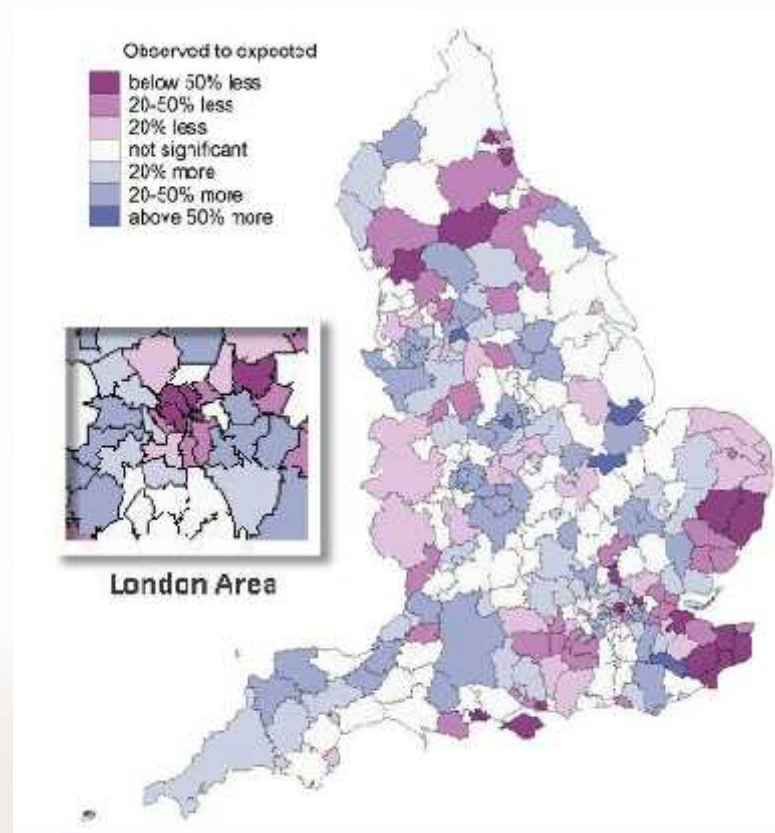 Observed to expected
below 50% less
20-50% less
20% less
not significant
20% more
20-50% more
above 50% more
London Area